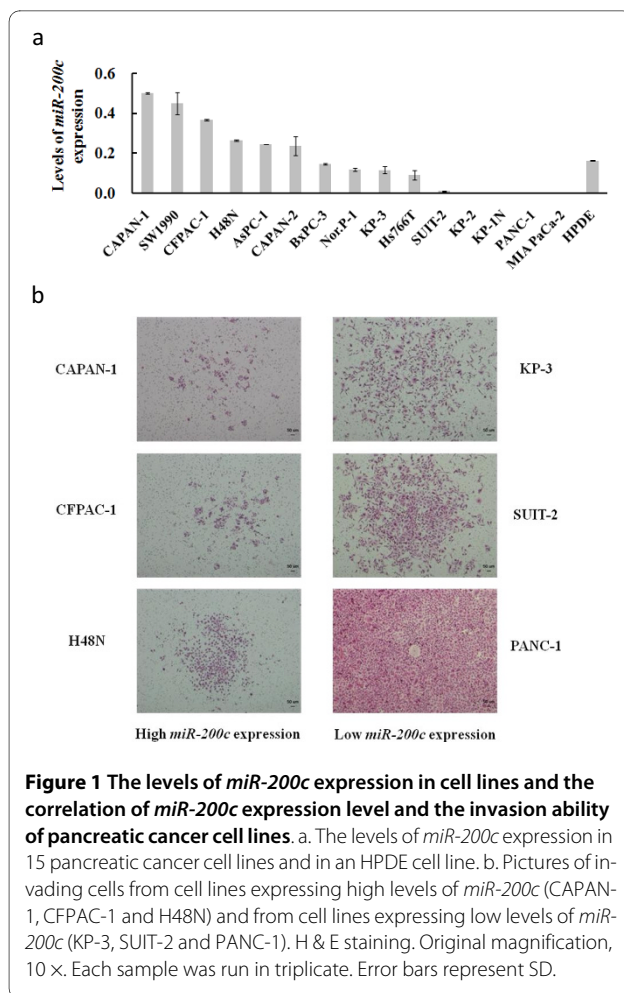 a
Levels of miR-200c
expression
0.6
0.4
0.2
0.0
CAPAN-1
SW1990
CFPAC-1
H48N
AsPC-1
CAPAN-2
BxPC-3
Nor.P-1
KP-3
Hs766T
SUIT-2
KP-2
KP-1N
PANC-1
MIA PaCa-2
HPDE
b
CAPAN-1
KP-3
CFPAC-1
SUIT-2
H48N
PANC-1
High miR-200c expression
Low miR-200c expression
Figure 1 The levels of miR-200c expression in cell lines and the
correlation of miR-200c expression level and the invasion ability
of pancreatic cancer cell lines. a. The levels of miR-200c expression in
15 pancreatic cancer cell lines and in an HPDE cell line. b. Pictures of in-
vading cells from cell lines expressing high levels of miR-200c (CAPAN-
1, CFPAC-1 and H48N) and from cell lines expressing low levels of miR-
200c (KP-3, SUIT-2 and PANC-1). H & E staining. Original magnification,
10 ×. Each sample was run in triplicate. Error bars represent SD.